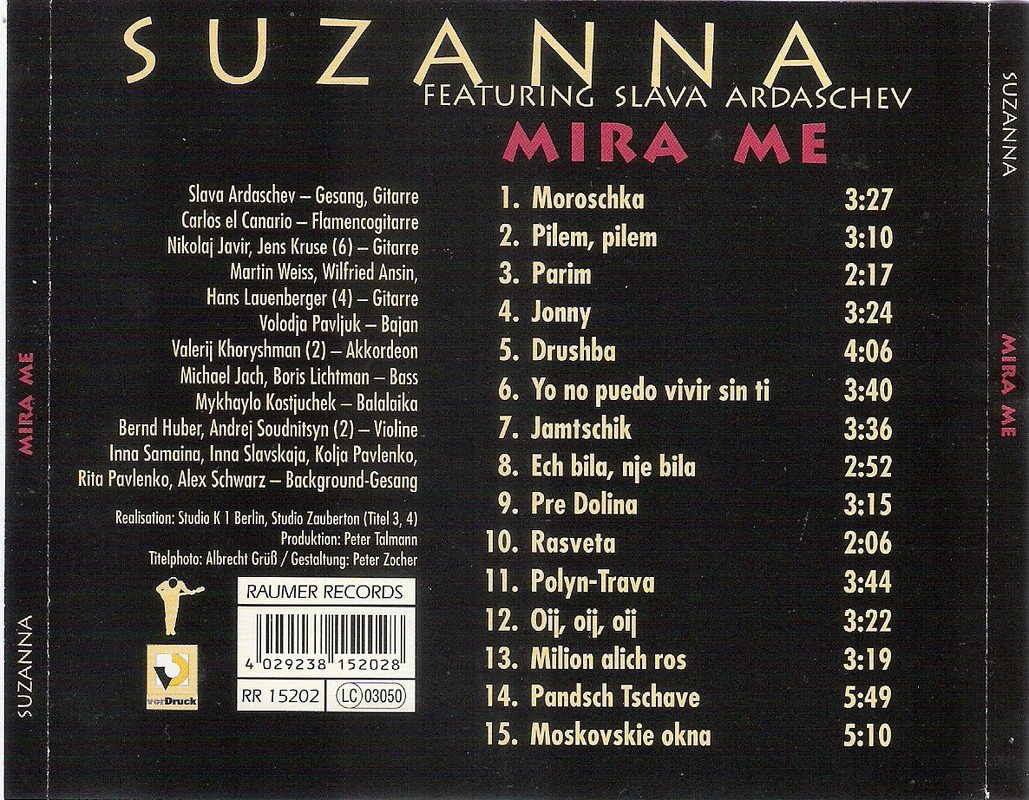 SUZANNA
FEATURING SLAVA ARDASCHEV
MIRA ME
Slava Ardaschev – Gesang, Gitarre
Carlos el Canario – Flamencogitarre
Nikolaj Javir, Jens Kruse (6) – Gitarre
Martin Weiss, Wilfried Ansin,
Hans Lauenberger (4) – Gitarre
Volodja Pavljuk – Bajan
Valerij Khoryshman (2) – Akkordeon
Michael Jach, Boris Lichtman – Bass
Mykhaylo Kostjuchek – Balalaika
Bernd Huber, Andrej Soudnitsyn (2) – Violine
Inna Samaina, Inna Slavskaja, Kolja Pavlenko,
Rita Pavlenko, Alex Schwarz – Background-Gesang
Realisation: Studio K 1 Berlin, Studio Zauberton (Titel 3, 4)
Produktion: Peter Talmann
Titelphoto: Albrecht Grüß / Gestaltung: Peter Zocher
vorDruck
RAUMER RECORDS
4 029238 152028
RR 15202 LC 03050
1. Moroschka 3:27
2. Pilem, pilem 3:10
3. Parim 2:17
4. Jonny 3:24
5. Drushba 4:06
6. Yo no puedo vivir sin ti 3:40
7. Jamtschik 3:36
8. Ech bila, nje bila 2:52
9. Pre Dolina 3:15
10. Rasveta 2:06
11. Polyn-Trava 3:44
12. Oij, oij, oij 3:22
13. Milion alich ros 3:19
14. Pandsch Tschave 5:49
15. Moskovskie okna 5:10
SUZANNA
MIRA ME
SUZANNA
MIRA ME